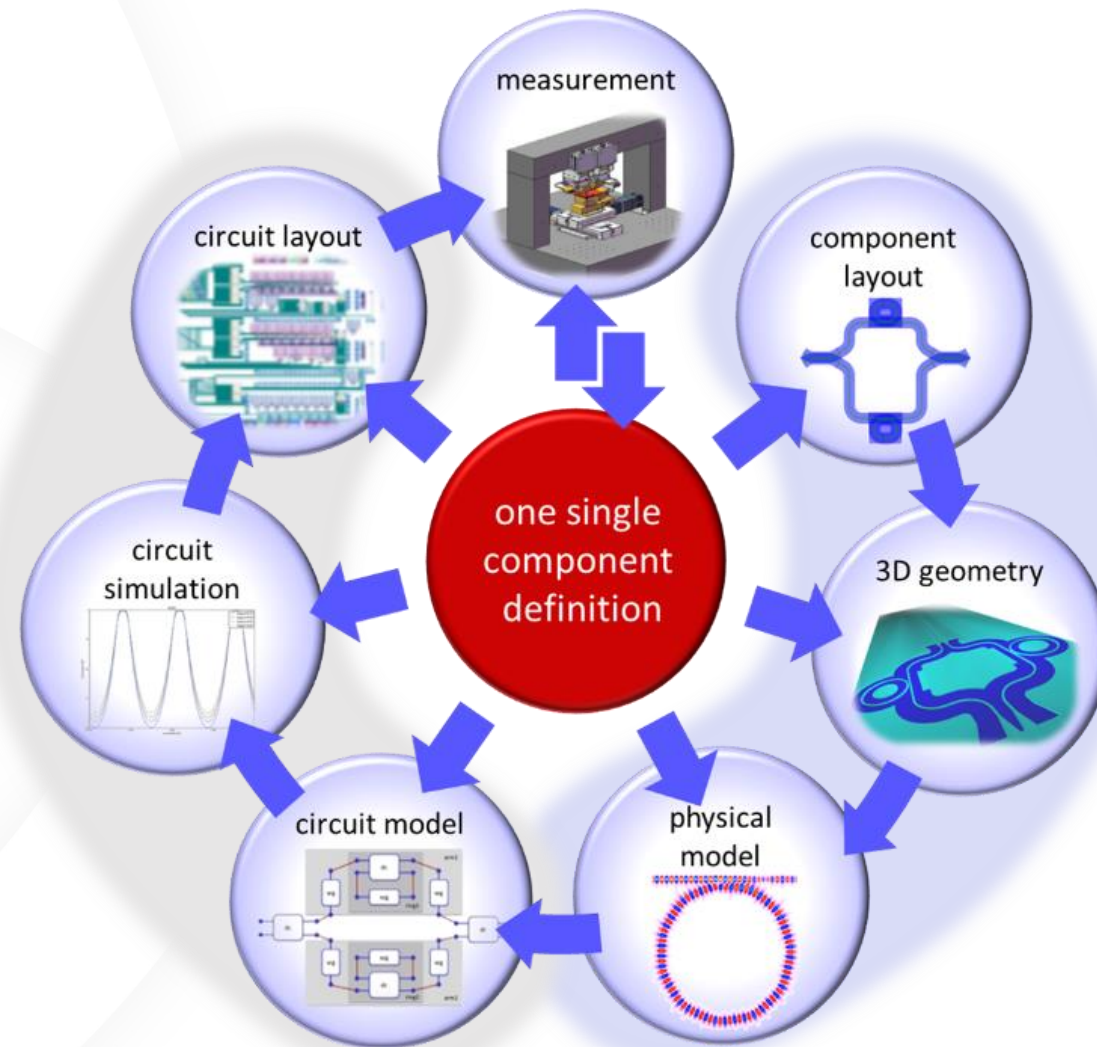 measurement
circuit layout
component
layout
one single
component
definition
circuit
simulation
3D geometry
circuit model
physical
model